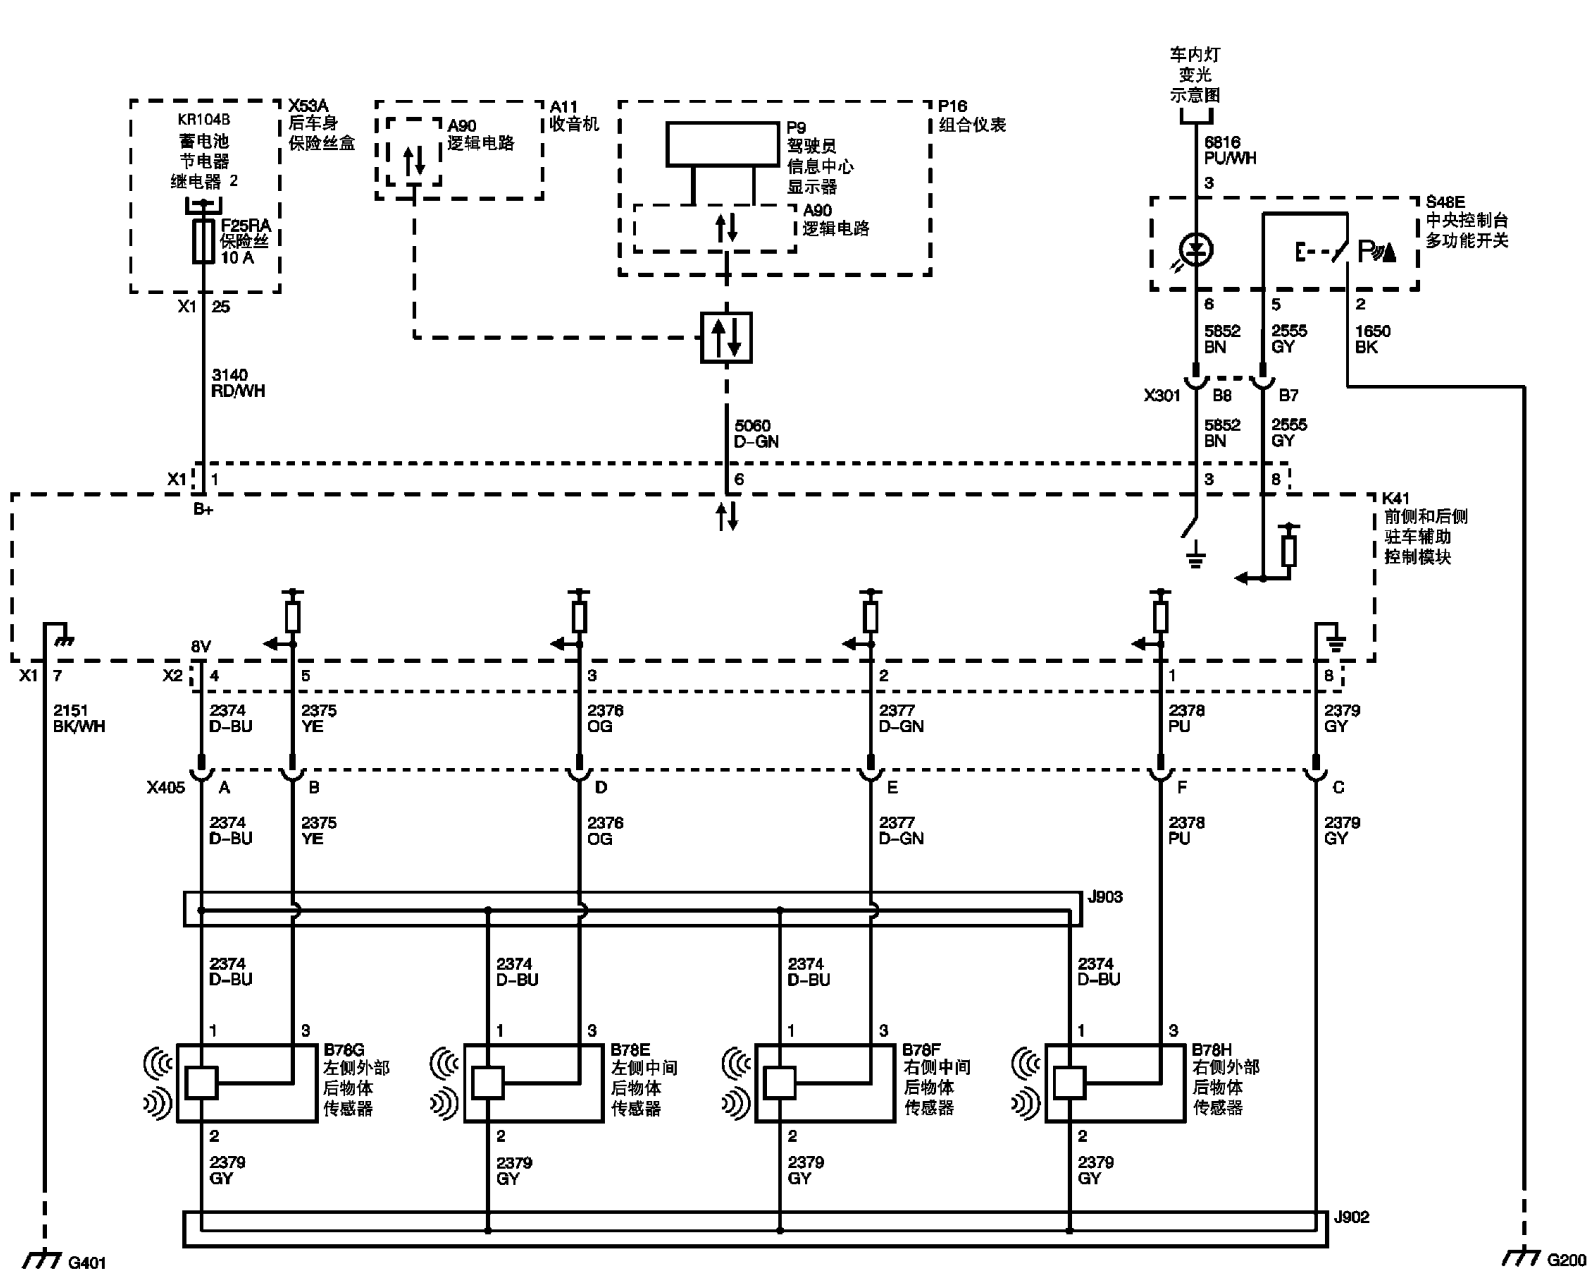 车内灯
变光
示意图
6816
PU/WH
3
KR104B
蓄电池
节电器
继电器 2
F25RA
保险丝
10 A
X53A
后车身
保险丝盒
X1
25
3140
RD/WH
A90
逻辑电路
A11
收音机
P9
驾驶员
信息中心
显示器
A90
逻辑电路
P16
组合仪表
5060
D-GN
S48E
中央控制台
多功能开关
P
6
5
2
5852
BN
2555
GY
1650
BK
X301
B8
B7
5852
BN
2555
GY
X1
1
6
3
8
B+
K41
前侧和后侧
驻车辅助
控制模块
8V
X1
7
X2
4
5
3
2
1
8
2151
BK/WH
2374
D-BU
2375
YE
2376
OG
2377
D-GN
2378
PU
2379
GY
X405
A
B
D
E
F
C
2374
D-BU
2375
YE
2376
OG
2377
D-GN
2378
PU
2379
GY
J903
2374
D-BU
2374
D-BU
2374
D-BU
2374
D-BU
1
3
1
3
1
3
1
3
B78G
左侧外部
后物体
传感器
B78E
左侧中间
后物体
传感器
B78F
右侧中间
后物体
传感器
B78H
右侧外部
后物体
传感器
2
2
2
2
2379
GY
2379
GY
2379
GY
2379
GY
J902
G401
G200